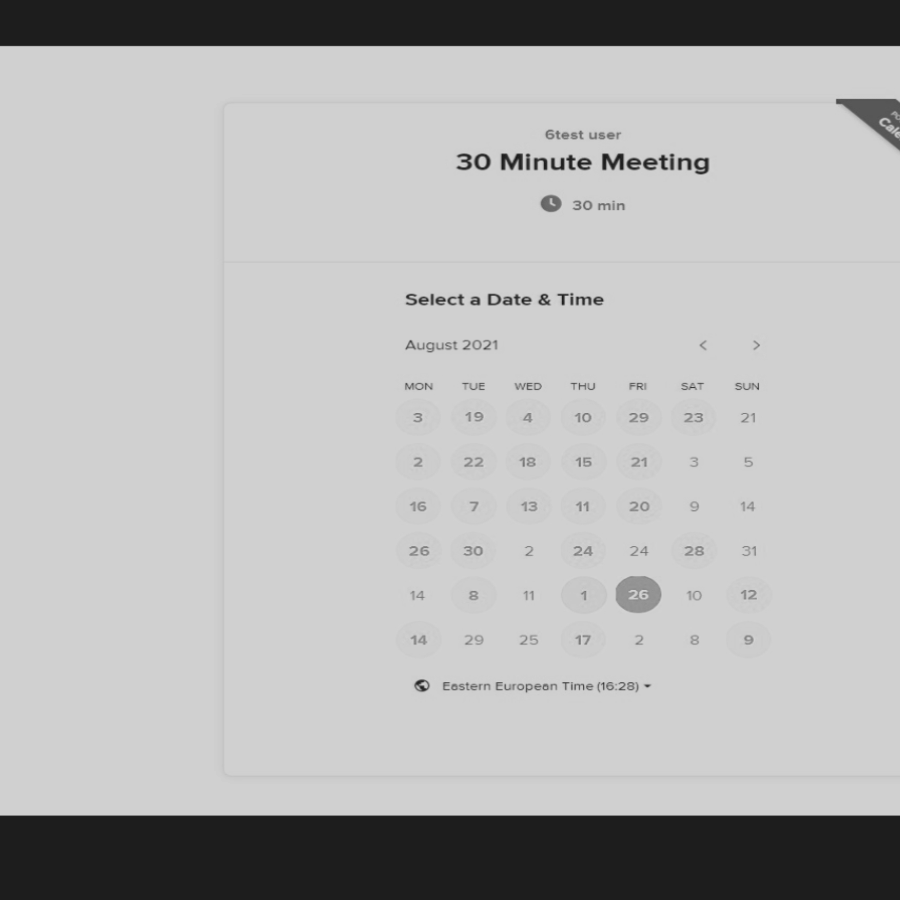 6test user
30 Minute Meeting
30 min
Select a Date & Time
August 2021
MON TUE WED THU FRI SAT SUN
3 19 4 10 29 23 21
2 22 18 15 21 3 5
16 7 13 11 20 9 14
26 30 2 24 24 28 31
14 8 11 1 26 10 12
14 29 25 17 2 8 9
Eastern European Time (16:28)